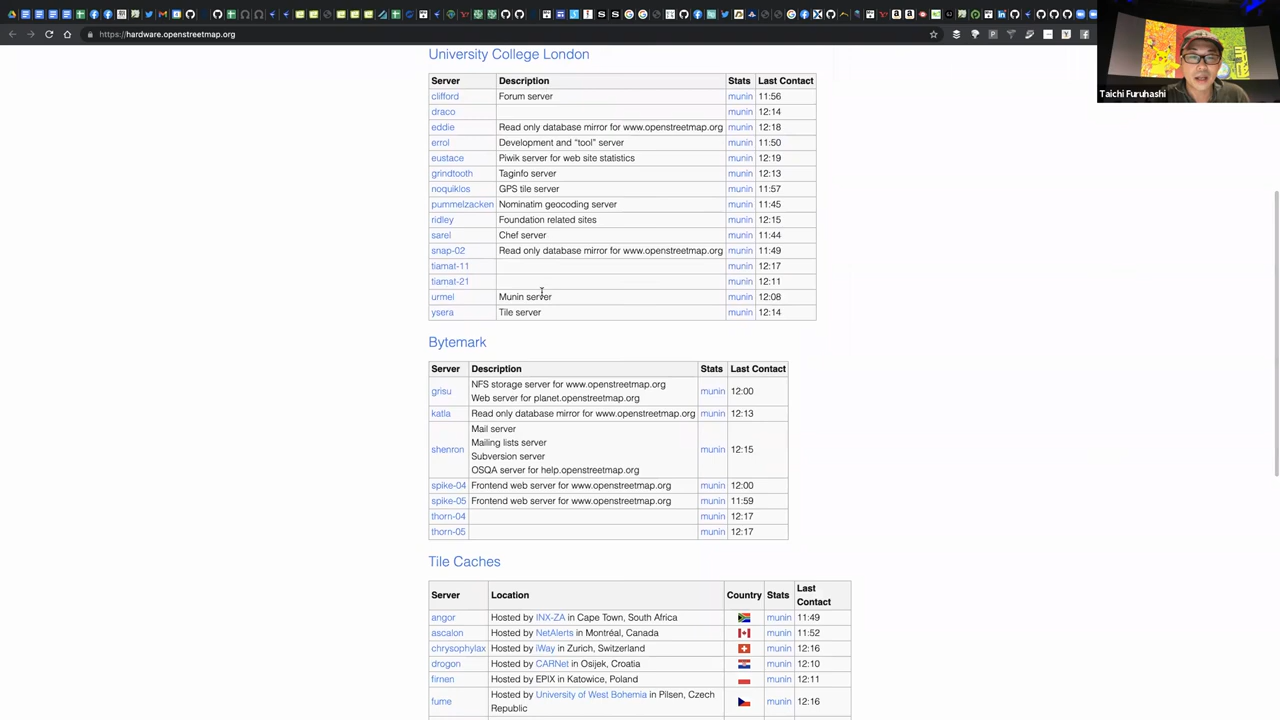 https://hardware.openstreetmap.org
Taichi Furuhashi
University College London
Server Description Stats Last Contact
clifford Forum server munin 11:56
draco munin 12:14
eddie Read only database mirror for www.openstreetmap.org munin 12:18
errol Development and “tool” server munin 11:50
eustace Piwik server for web site statistics munin 12:19
grindtooth Taginfo server munin 12:13
noquiklos GPS tile server munin 11:57
pummelzacken Nominatim geocoding server munin 11:45
ridley Foundation related sites munin 12:15
sarel Chef server munin 11:44
snap-02 Read only database mirror for www.openstreetmap.org munin 11:49
tiamat-11 munin 12:17
tiamat-21 munin 12:11
urmel Munin server munin 12:08
ysera Tile server munin 12:14
Bytemark
Server Description Stats Last Contact
grisu NFS storage server for www.openstreetmap.org munin 12:00
Web server for planet.openstreetmap.org
katla Read only database mirror for www.openstreetmap.org munin 12:13
shenron Mail server munin 12:15
Mailing lists server
Subversion server
OSQA server for help.openstreetmap.org
spike-04 Frontend web server for www.openstreetmap.org munin 12:00
spike-05 Frontend web server for www.openstreetmap.org munin 11:59
thorn-04 munin 12:17
thorn-05 munin 12:17
Tile Caches
Server Location Country Stats Last
Contact
angor Hosted by INX-ZA in Cape Town, South Africa munin 11:49
ascalon Hosted by NetAlerts in Montréal, Canada munin 11:52
chrysophylax Hosted by iWay in Zurich, Switzerland munin 12:16
drogon Hosted by CARNet in Osijek, Croatia munin 12:10
firnen Hosted by EPIX in Katowice, Poland munin 12:11
fume Hosted by University of West Bohemia in Pilsen, Czech munin 12:16
Republic